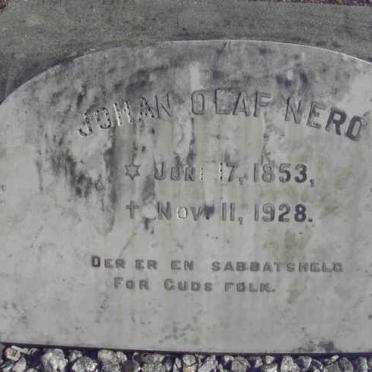 JOHAN OLAF NERO
✡ JUNI 17, 1853,
† NOV. 11, 1928.
DER ER EN SABBATSHELG
FOR GUDS FOLK.